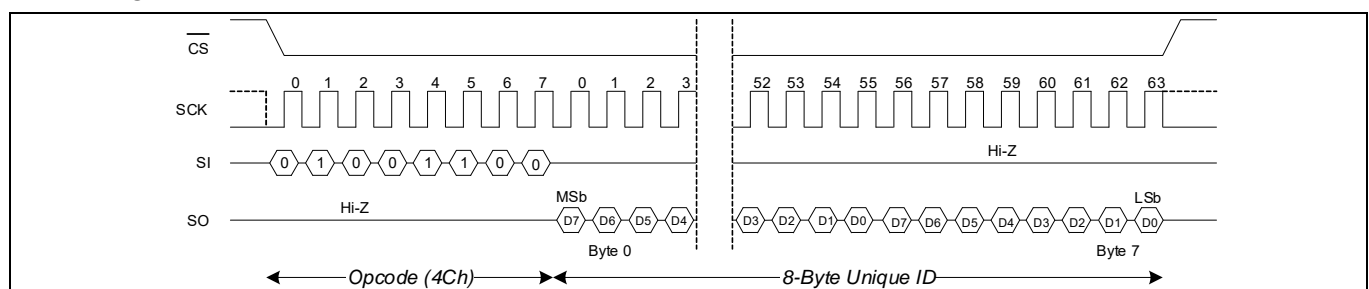 CS
0 1 2 3 4 5 6 7 0 1 2 3 52 53 54 55 56 57 58 59 60 61 62 63
SCK
SI 0 1 0 0 1 1 0 0 Hi-Z
MSb LSb
SO Hi-Z D7 D6 D5 D4 D3 D2 D1 D0 D7 D6 D5 D4 D3 D2 D1 D0
Byte 0 Byte 7
Opcode (4Ch) 8-Byte Unique ID